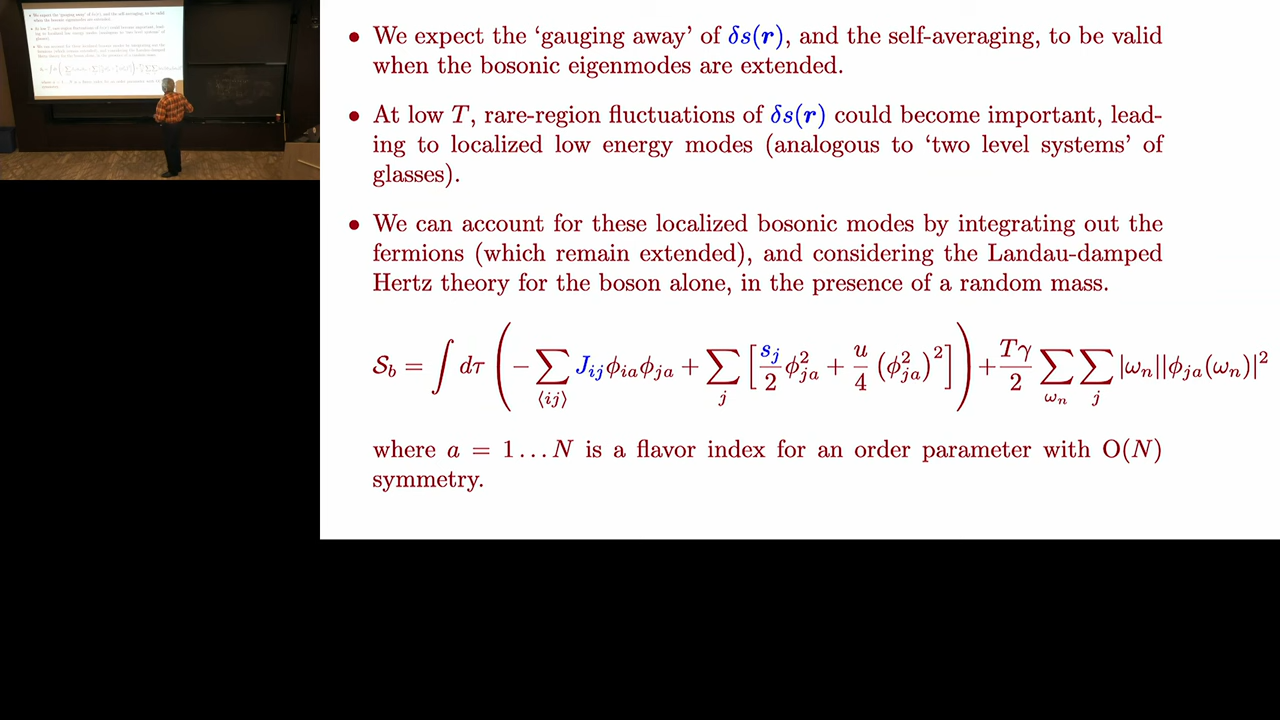 • We expect the ‘gauging away’ of δs(r), and the self-averaging, to be valid
when the bosonic eigenmodes are extended.
• At low T, rare-region fluctuations of δs(r) could become important, lead-
ing to localized low energy modes (analogous to ‘two level systems’ of
glasses).
• We can account for these localized bosonic modes by integrating out the
fermions (which remain extended), and considering the Landau-damped
Hertz theory for the boson alone, in the presence of a random mass.
𝒮_b = ∫ dτ ( − ∑_{⟨ij⟩} J_{ij} ϕ_{ia} ϕ_{ja} + ∑_j [ s_j/2 ϕ_{ja}^2 + u/4 (ϕ_{ja}^2)^2 ] ) + Tγ/2 ∑_{ω_n} ∑_j |ω_n||ϕ_{ja}(ω_n)|^2
where a = 1 . . . N is a flavor index for an order parameter with O(N)
symmetry.